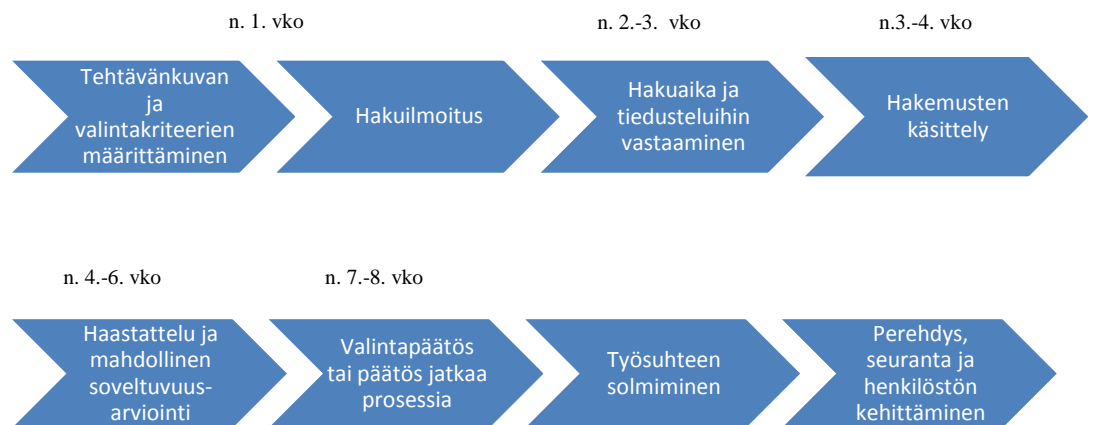 n. 1. vko
n. 2.-3. vko
n.3.-4. vko
Tehtävänkuvan
ja
valintakriteerien
määrittäminen
Hakuilmoitus
Hakuaika ja
tiedusteluihin
vastaaminen
Hakemusten
käsittely
n. 4.-6. vko
n. 7.-8. vko
Haastattelu ja
mahdollinen
soveltuvuus-
arviointi
Valintapäätös
tai päätös jatkaa
prosessia
Työsuhteen
solmiminen
Perehdys,
seuranta ja
henkilöstön
kehittäminen